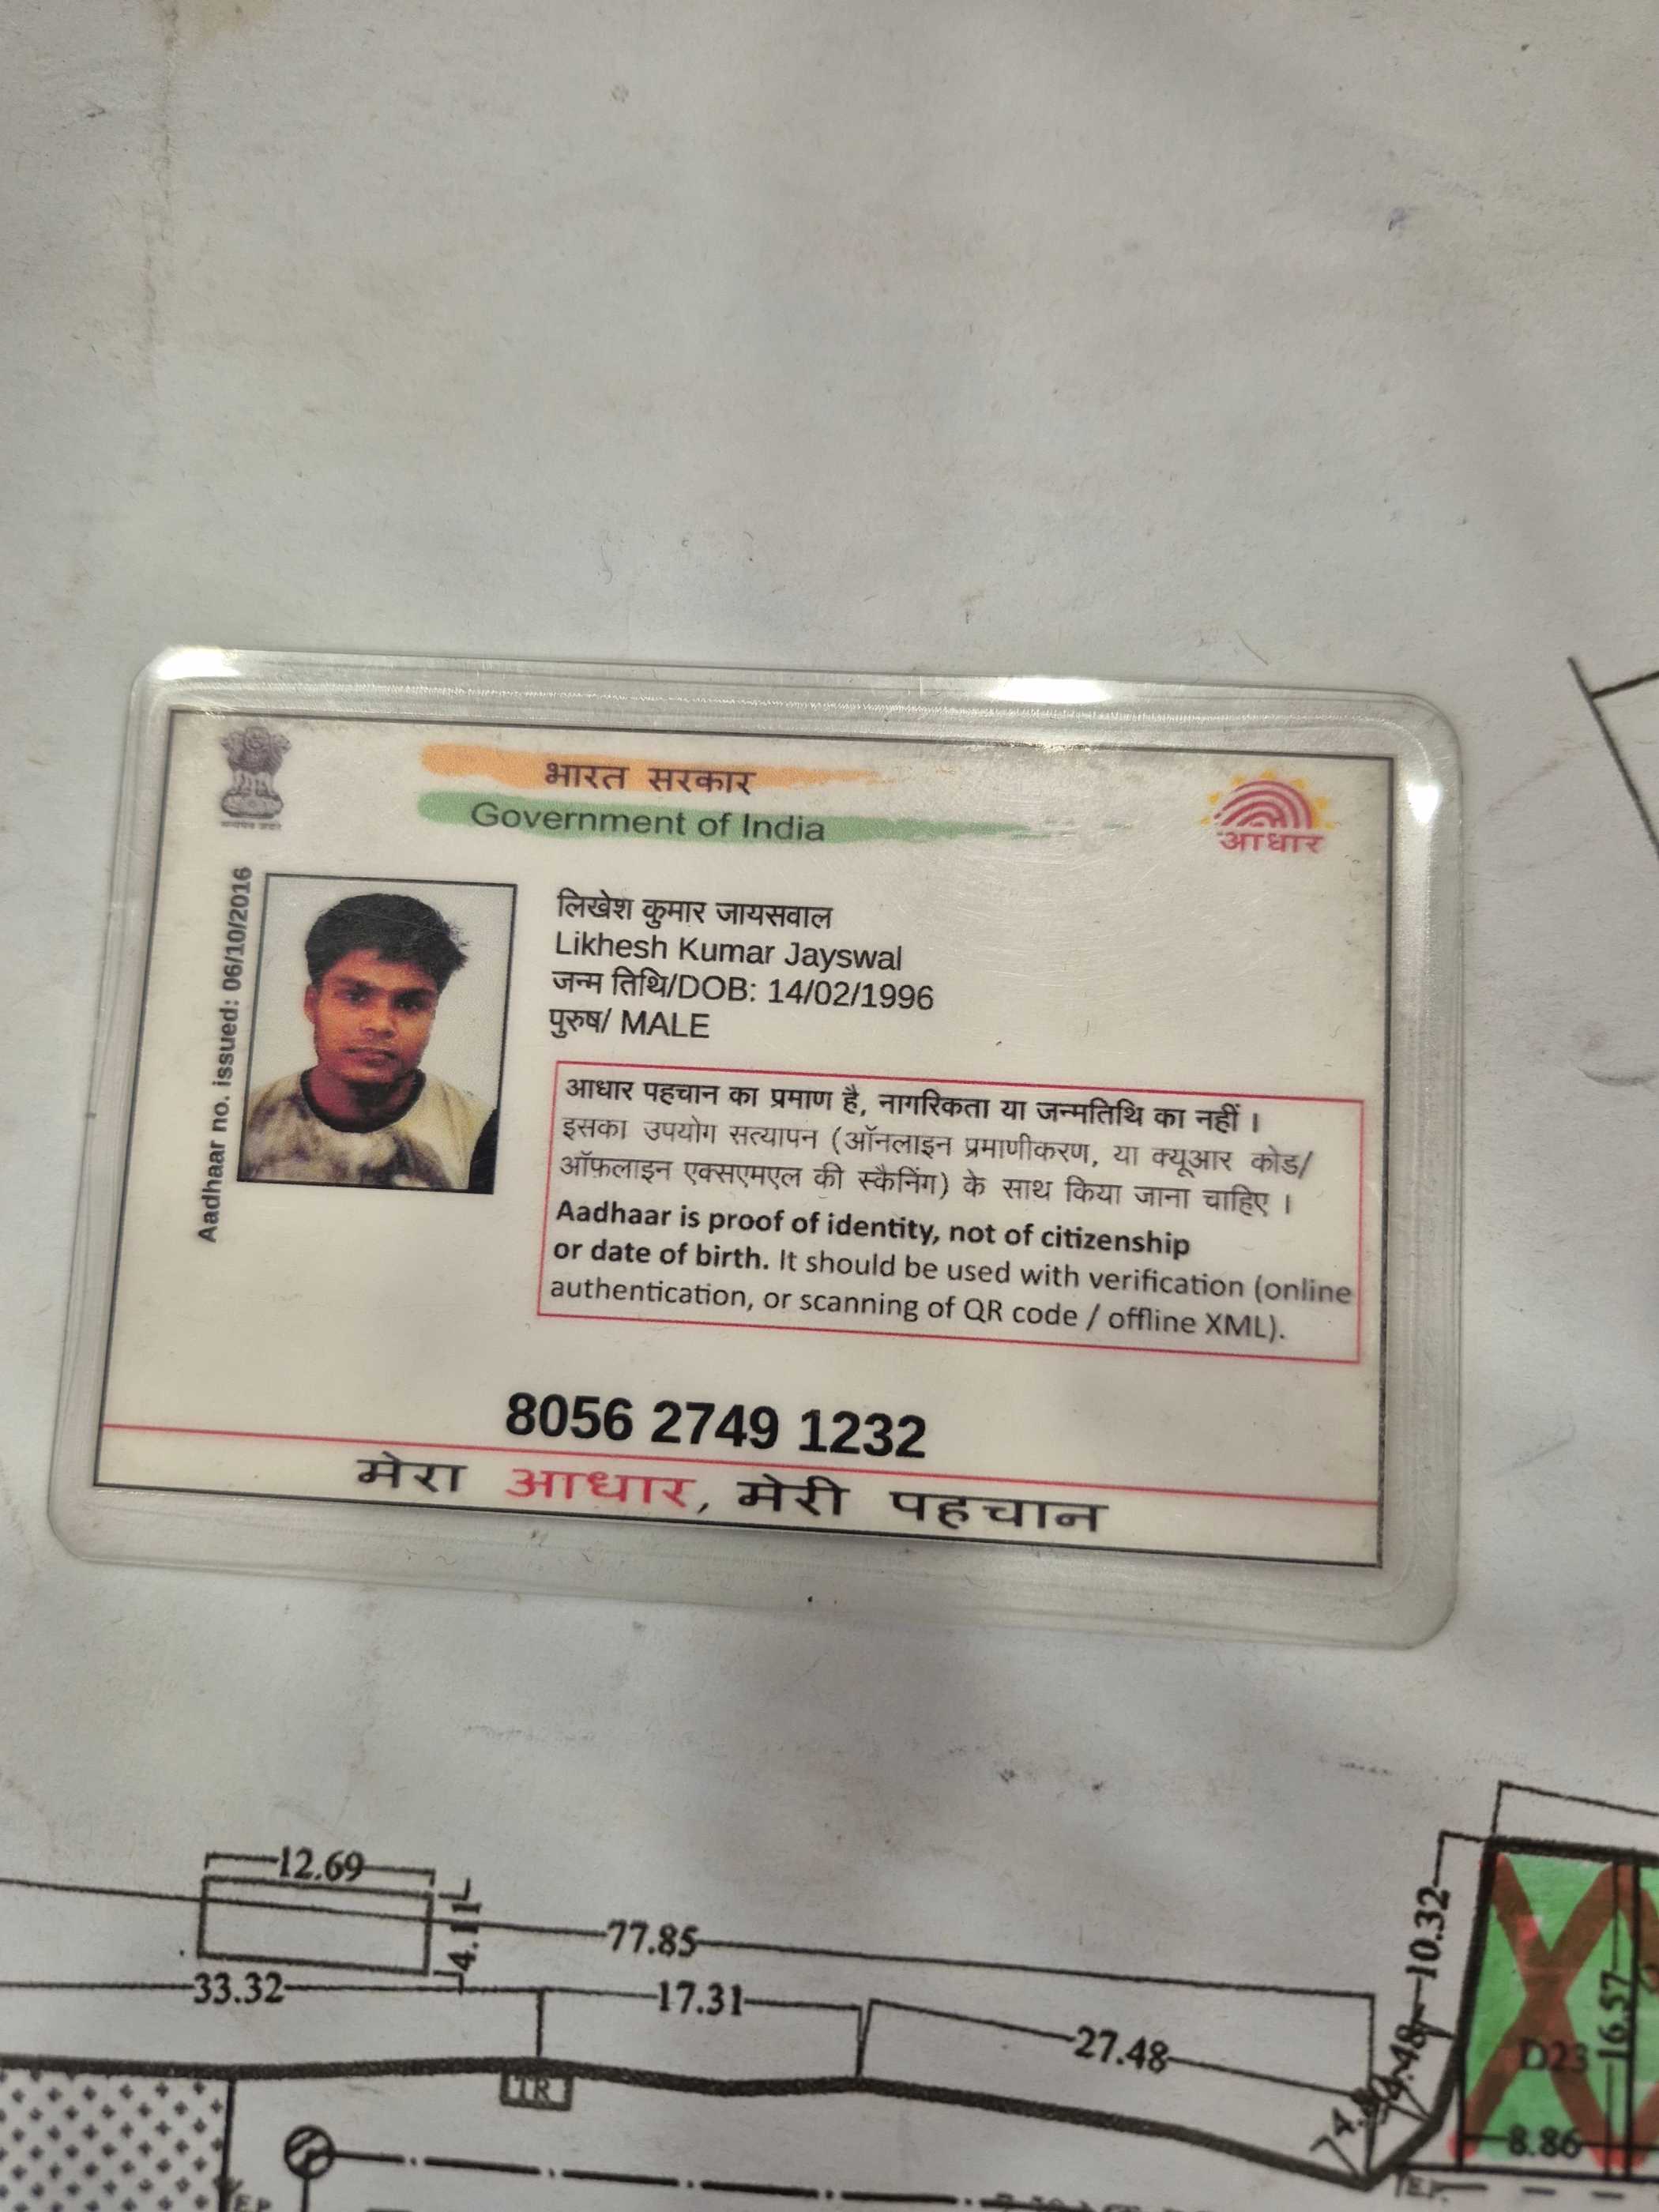 भारत सरकार
Government of India
आधार
Aadhaar no. issued: 06/10/2016
लिखेश कुमार जायसवाल
Likhesh Kumar Jayswal
जन्म तिथि/DOB: 14/02/1996
पुरुष/ MALE
आधार पहचान का प्रमाण है, नागरिकता या जन्मतिथि का नहीं ।
इसका उपयोग सत्यापन (ऑनलाइन प्रमाणीकरण, या क्यूआर कोड/
ऑफ़लाइन एक्सएमएल की स्कैनिंग) के साथ किया जाना चाहिए ।
Aadhaar is proof of identity, not of citizenship
or date of birth. It should be used with verification (online
authentication, or scanning of QR code / offline XML).
8056 2749 1232
मेरा आधार, मेरी पहचान
12.69
4.11
77.85
33.32
17.31
27.48
10.32
16.57
D23
8.86
TR